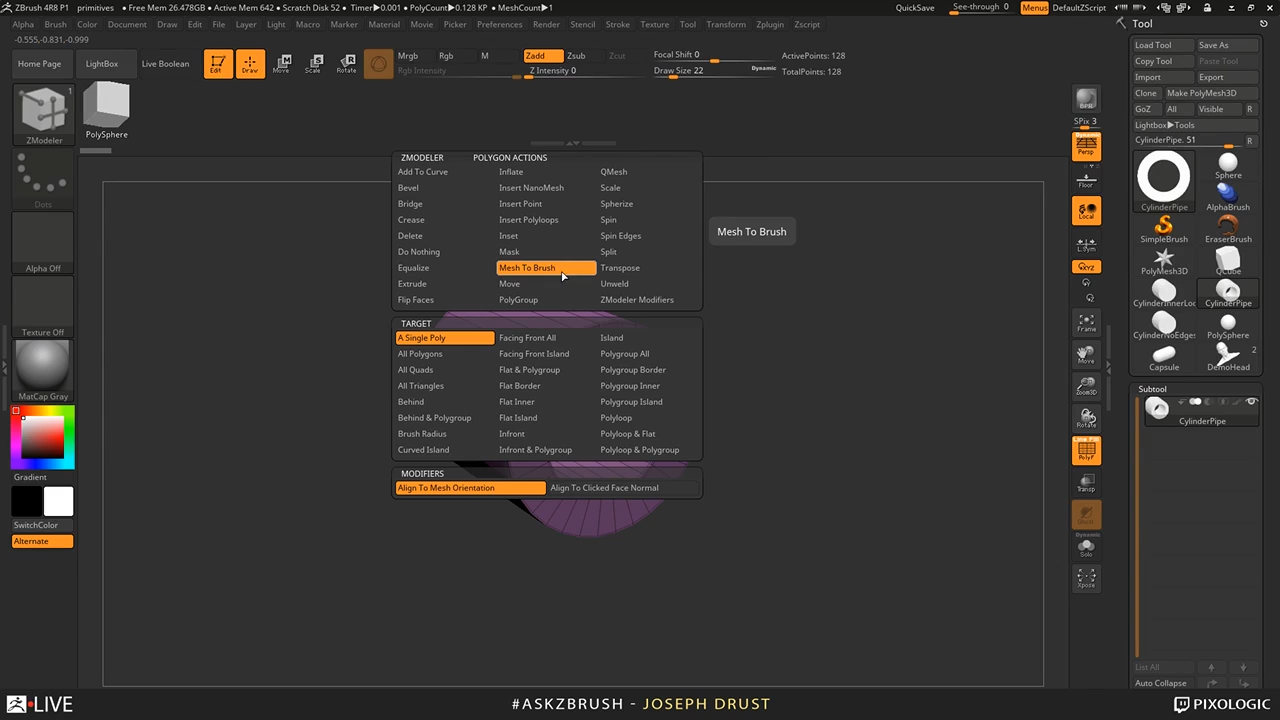 ZBrush 4R8 P1 primitives • Free Mem 26.478GB • Active Mem 642 • Scratch Disk 52 • Timer▶0.001 • PolyCount▶0.128 KP • MeshCount▶1 QuickSave See-through 0 Menus DefaultZScript
Alpha Brush Color Document Draw Edit File Layer Light Macro Marker Material Movie Picker Preferences Render Stencil Stroke Texture Tool Transform Zplugin Zscript
-0.555,-0.831,-0.999
Home Page LightBox Live Boolean
Edit Draw Move Scale Rotate
Mrgb Rgb M
Rgb Intensity
Zadd Zsub Zcut
Z Intensity 0
Focal Shift 0
Draw Size 22 Dynamic
ActivePoints: 128
TotalPoints: 128
1
ZModeler
PolySphere
Dots
Alpha Off
Texture Off
MatCap Gray
Gradient
SwitchColor
Alternate
ZMODELER POLYGON ACTIONS
Add To Curve Inflate QMesh
Bevel Insert NanoMesh Scale
Bridge Insert Point Spherize
Crease Insert Polyloops Spin
Delete Inset Spin Edges
Do Nothing Mask Split
Equalize Mesh To Brush Transpose
Extrude Move Unweld
Flip Faces PolyGroup ZModeler Modifiers
Mesh To Brush
TARGET
A Single Poly Facing Front All Island
All Polygons Facing Front Island Polygroup All
All Quads Flat & Polygroup Polygroup Border
All Triangles Flat Border Polygroup Inner
Behind Flat Inner Polygroup Island
Behind & Polygroup Flat Island Polyloop
Brush Radius Infront Polyloop & Flat
Curved Island Infront & Polygroup Polyloop & Polygroup
MODIFIERS
Align To Mesh Orientation Align To Clicked Face Normal
BPR
SPix 3
Dynamic
Persp
Floor
Local
L.Sym
XYZ
Frame
Move
Zoom3D
Rotate
Line Fill
PolyF
Transp
Ghost
Dynamic
Solo
Xpose
Tool
Load Tool Save As
Copy Tool Paste Tool
Import Export
Clone Make PolyMesh3D
GoZ All Visible R
Lightbox▶Tools
CylinderPipe. 51 R
CylinderPipe Sphere
AlphaBrush
SimpleBrush EraserBrush
PolyMesh3D QCube
CylinderInnerLoo CylinderPipe
CylinderNoEdges PolySphere
Capsule DemoHead
2
Subtool
CylinderPipe
List All
Auto Collapse
LIVE
#ASKZBRUSH - JOSEPH DRUST
PIXOLOGIC